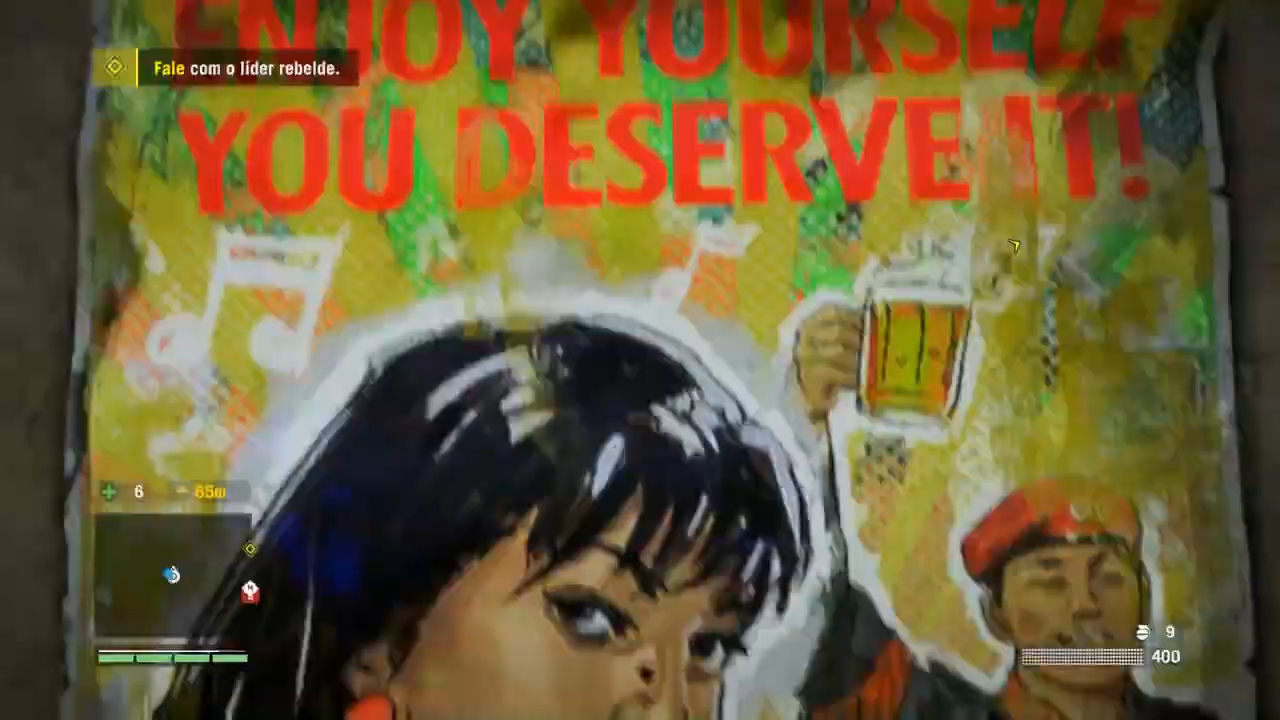 ENJOY YOURSELF
Fale com o líder rebelde.
YOU DESERVE IT!
6
65m
9
400